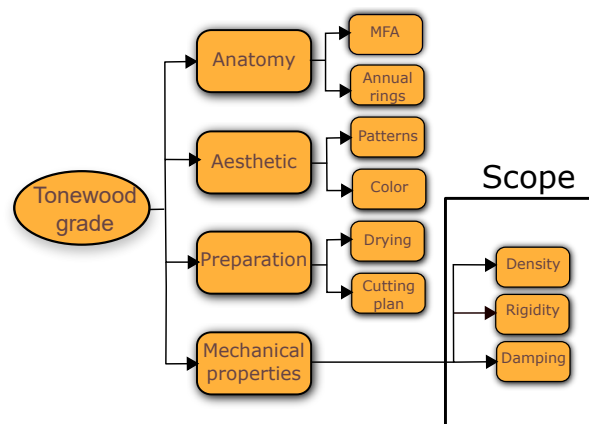 Tonewood
grade
Anatomy
MFA
Annual
rings
Aesthetic
Patterns
Color
Preparation
Drying
Cutting
plan
Mechanical
properties
Scope
Density
Rigidity
Damping